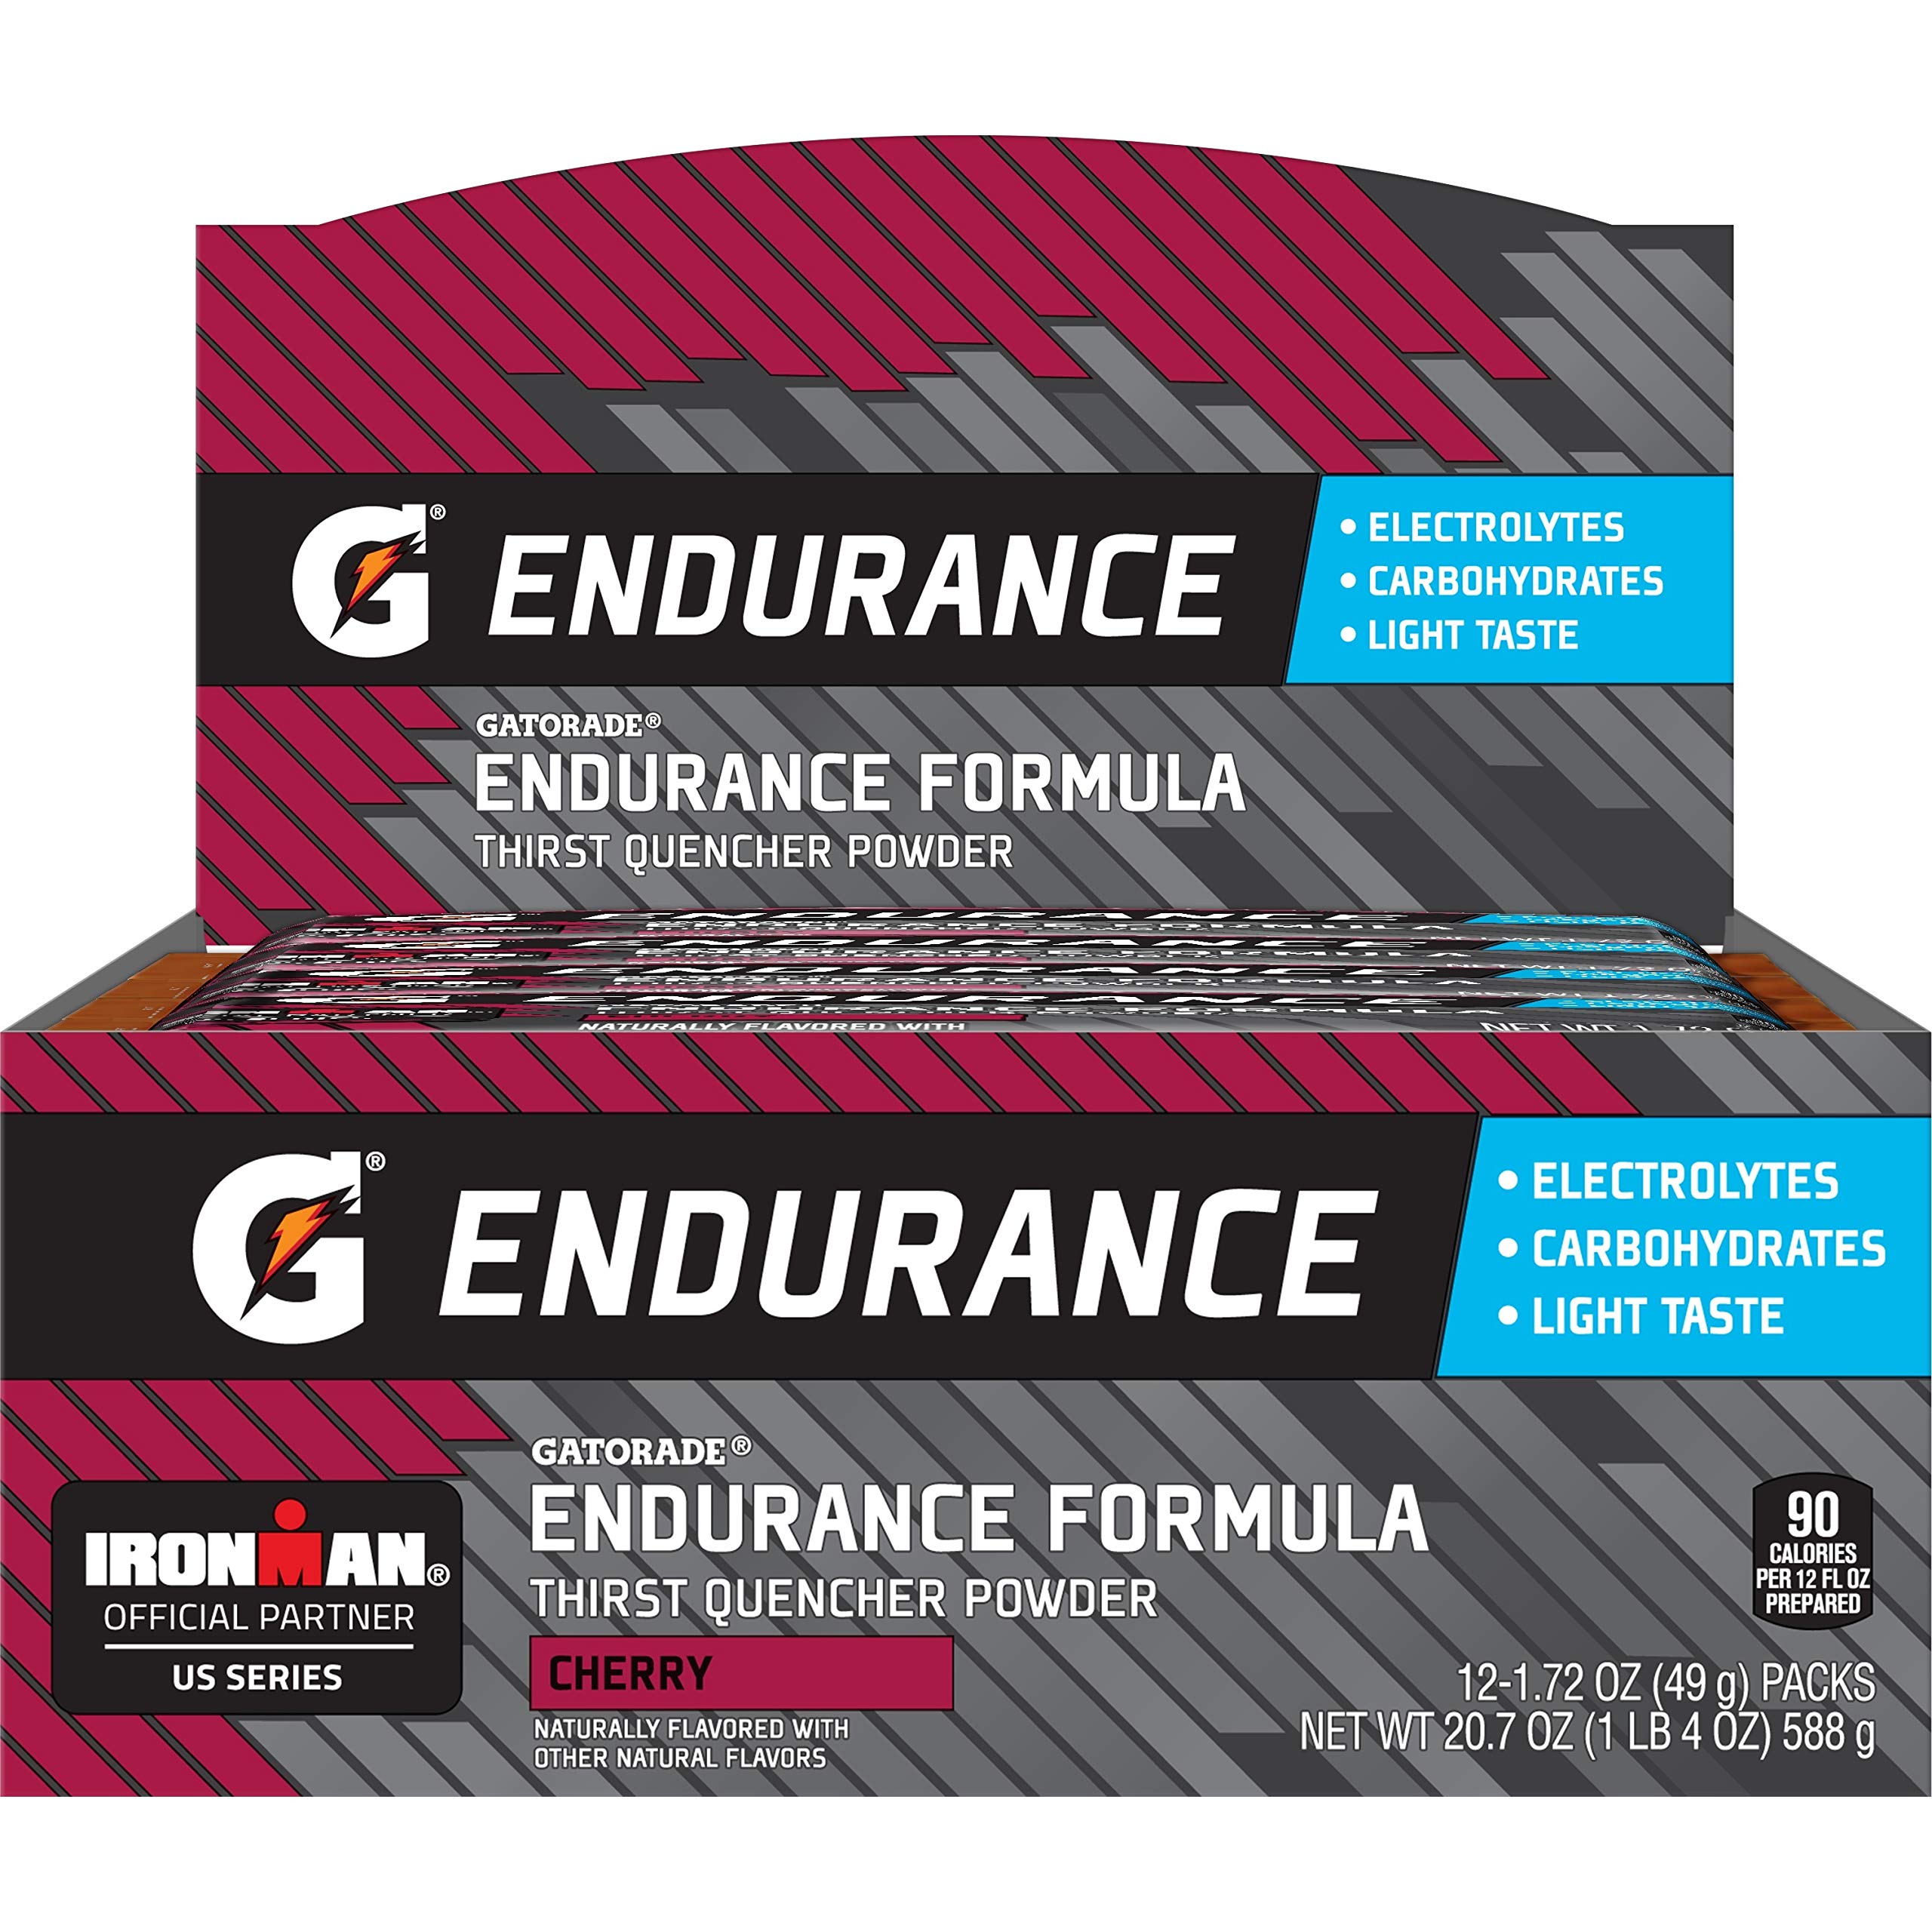 G® ENDURANCE
• ELECTROLYTES
• CARBOHYDRATES
• LIGHT TASTE
GATORADE®
ENDURANCE FORMULA
THIRST QUENCHER POWDER
NATURALLY FLAVORED WITH
G® ENDURANCE
• ELECTROLYTES
• CARBOHYDRATES
• LIGHT TASTE
GATORADE®
ENDURANCE FORMULA
THIRST QUENCHER POWDER
CHERRY
NATURALLY FLAVORED WITH
OTHER NATURAL FLAVORS
IRONMAN®
OFFICIAL PARTNER
US SERIES
90
CALORIES
PER 12 FL OZ
PREPARED
12-1.72 OZ (49 g) PACKS
NET WT 20.7 OZ (1 LB 4 OZ) 588 g